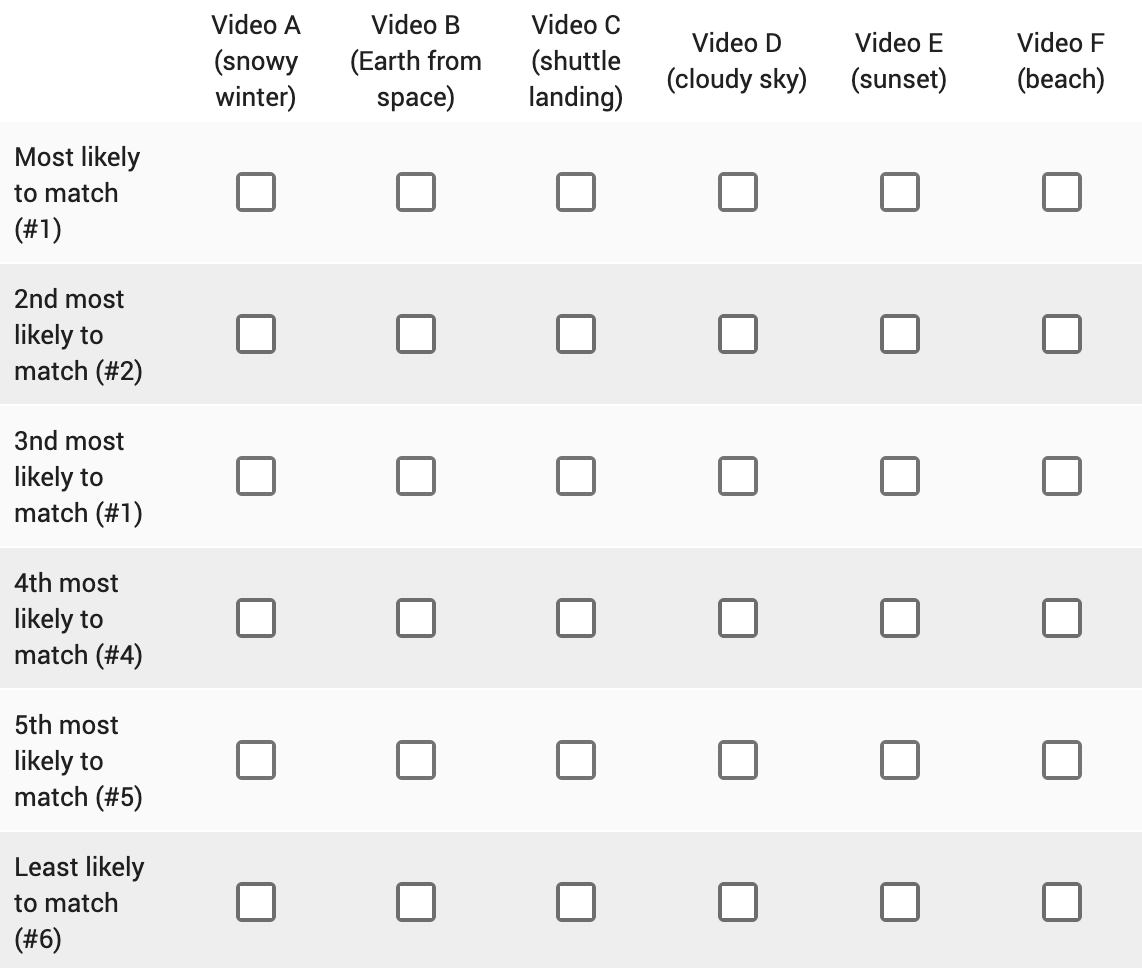 Video A
(snowy
winter)
Video B
(Earth from
space)
Video C
(shuttle
landing)
Video D
(cloudy sky)
Video E
(sunset)
Video F
(beach)
Most likely
to match
(#1)
2nd most
likely to
match (#2)
3nd most
likely to
match (#1)
4th most
likely to
match (#4)
5th most
likely to
match (#5)
Least likely
to match
(#6)